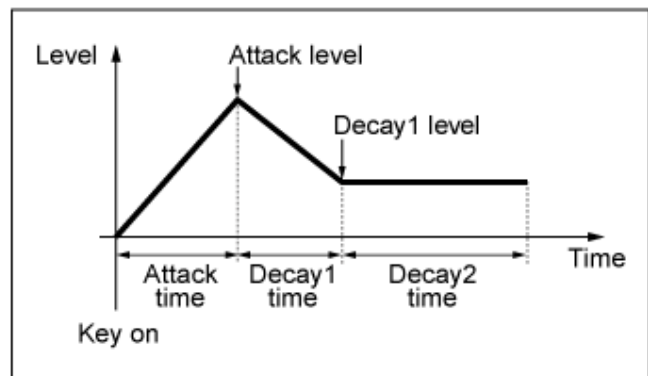 Level
Attack level
Decay1 level
Time
Attack
time
Decay1
time
Decay2
time
Key on